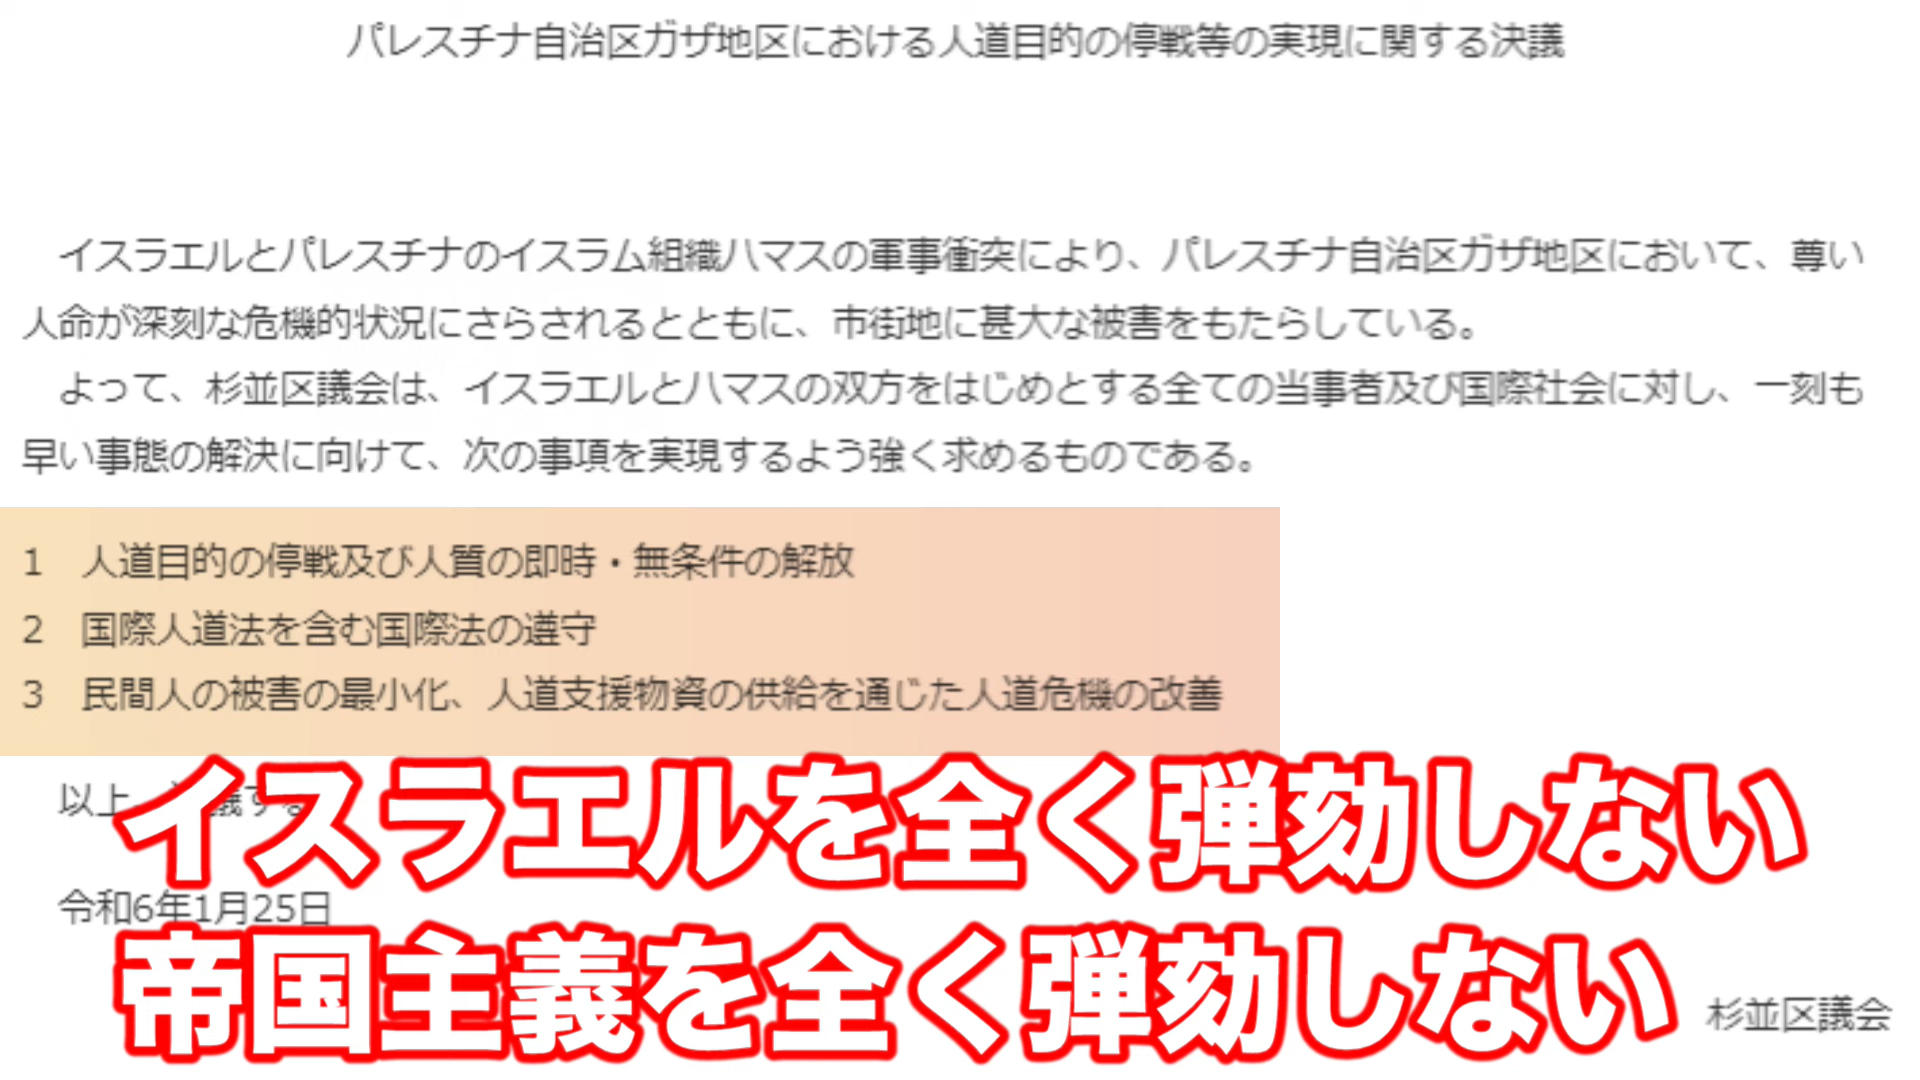 パレスチナ自治区ガザ地区における人道目的の停戦等の実現に関する決議
イスラエルとパレスチナのイスラム組織ハマスの軍事衝突により、パレスチナ自治区ガザ地区において、尊い
人命が深刻な危機的状況にさらされるとともに、市街地に甚大な被害をもたらしている。
よって、杉並区議会は、イスラエルとハマスの双方をはじめとする全ての当事者及び国際社会に対し、一刻も
早い事態の解決に向けて、次の事項を実現するよう強く求めるものである。
1　人道目的の停戦及び人質の即時・無条件の解放
2　国際人道法を含む国際法の遵守
3　民間人の被害の最小化、人道支援物資の供給を通じた人道危機の改善
以上、議する
イスラエルを全く弾劾しない
令和6年1月25日
帝国主義を全く弾劾しない
杉並区議会